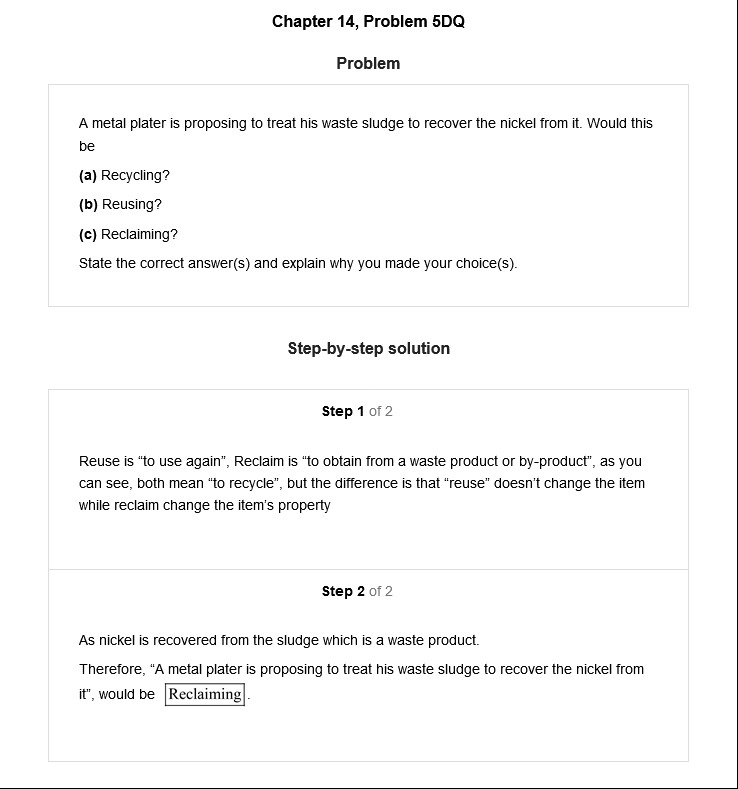 Chapter 14, Problem 5DQ
Problem
A metal plater is proposing to treat his waste sludge to recover the nickel from it. Would this
be
(a) Recycling?
(b) Reusing?
(c) Reclaiming?
State the correct answer(s) and explain why you made your choice(s).
Step-by-step solution
Step 1 of 2
Reuse is “to use again”, Reclaim is “to obtain from a waste product or by-product”, as you
can see, both mean “to recycle”, but the difference is that “reuse” doesn’t change the item
while reclaim change the item’s property
Step 2 of 2
As nickel is recovered from the sludge which is a waste product.
Therefore, “A metal plater is proposing to treat his waste sludge to recover the nickel from
it”, would be Reclaiming.